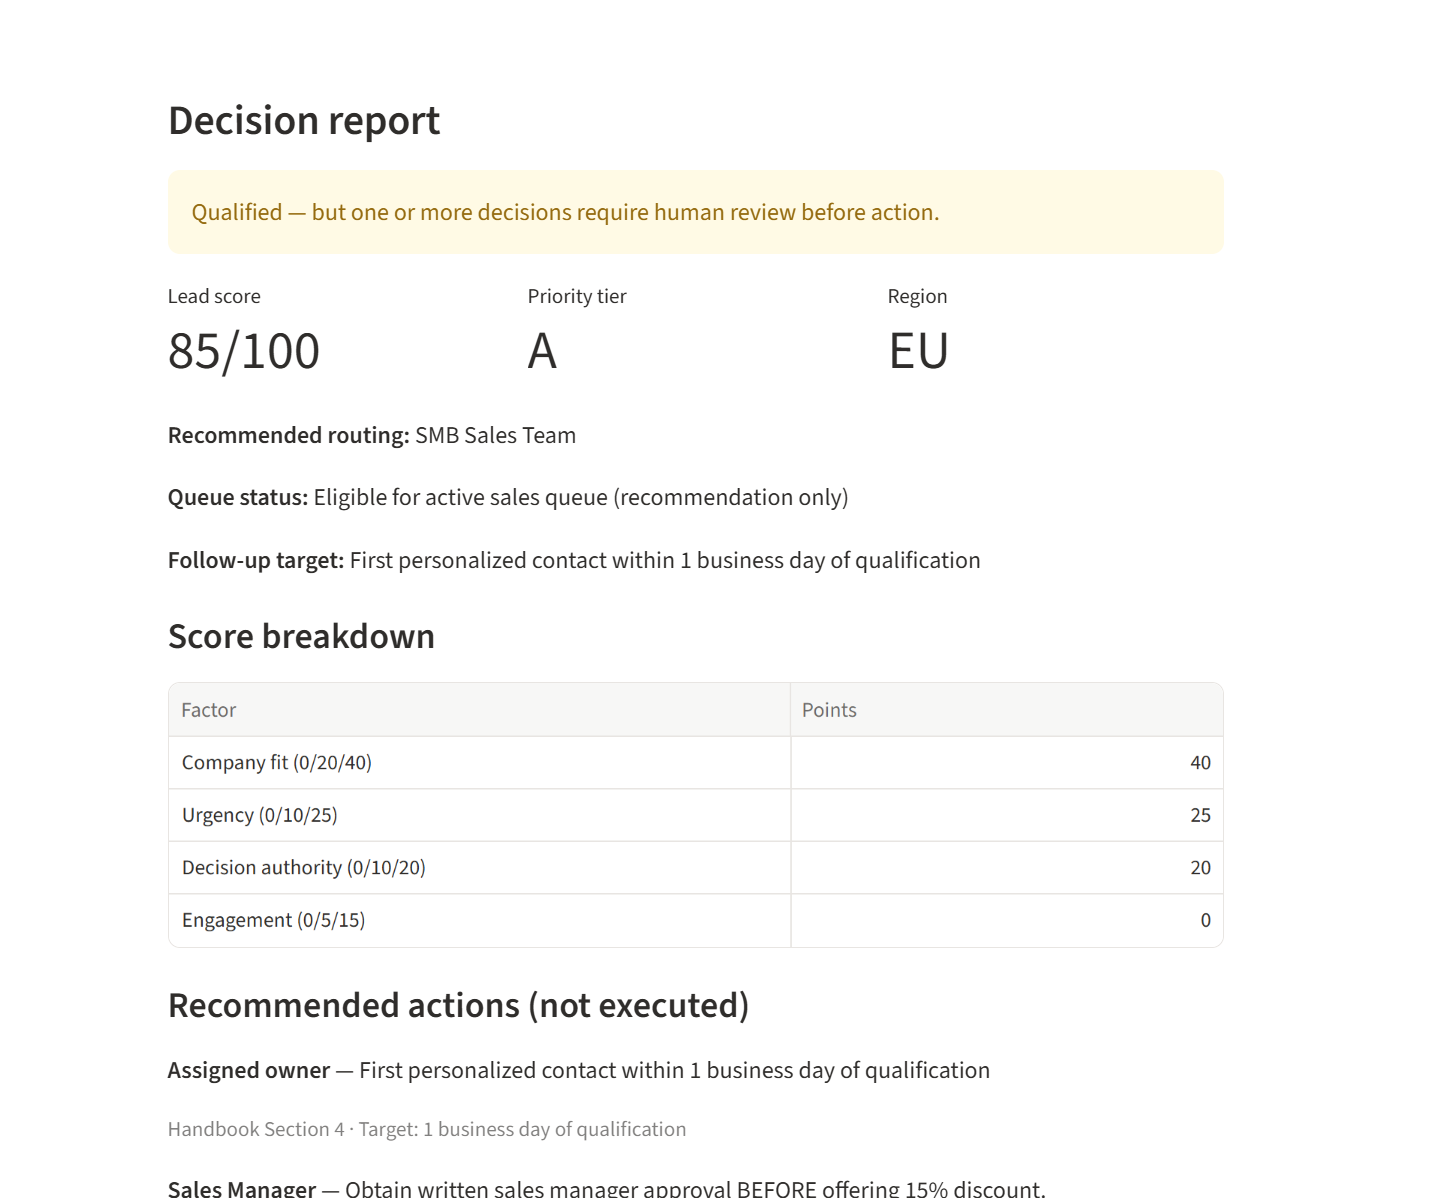 Decision report
Qualified — but one or more decisions require human review before action.
Lead score
85/100
Priority tier
A
Region
EU
Recommended routing: SMB Sales Team
Queue status: Eligible for active sales queue (recommendation only)
Follow-up target: First personalized contact within 1 business day of qualification
Score breakdown
Factor Points
Company fit (0/20/40) 40
Urgency (0/10/25) 25
Decision authority (0/10/20) 20
Engagement (0/5/15) 0
Recommended actions (not executed)
Assigned owner — First personalized contact within 1 business day of qualification
Handbook Section 4 · Target: 1 business day of qualification
Sales Manager — Obtain written sales manager approval BEFORE offering 15% discount.